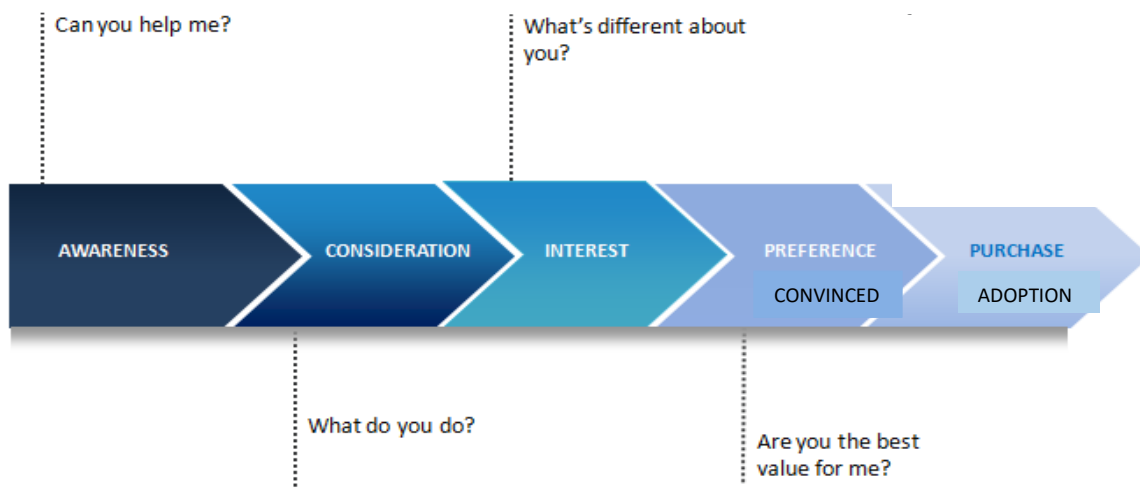 Can you help me?
What's different about
you?
AWARENESS
CONSIDERATION
INTEREST
PREFERENCE
PURCHASE
CONVINCED
ADOPTION
What do you do?
Are you the best
value for me?